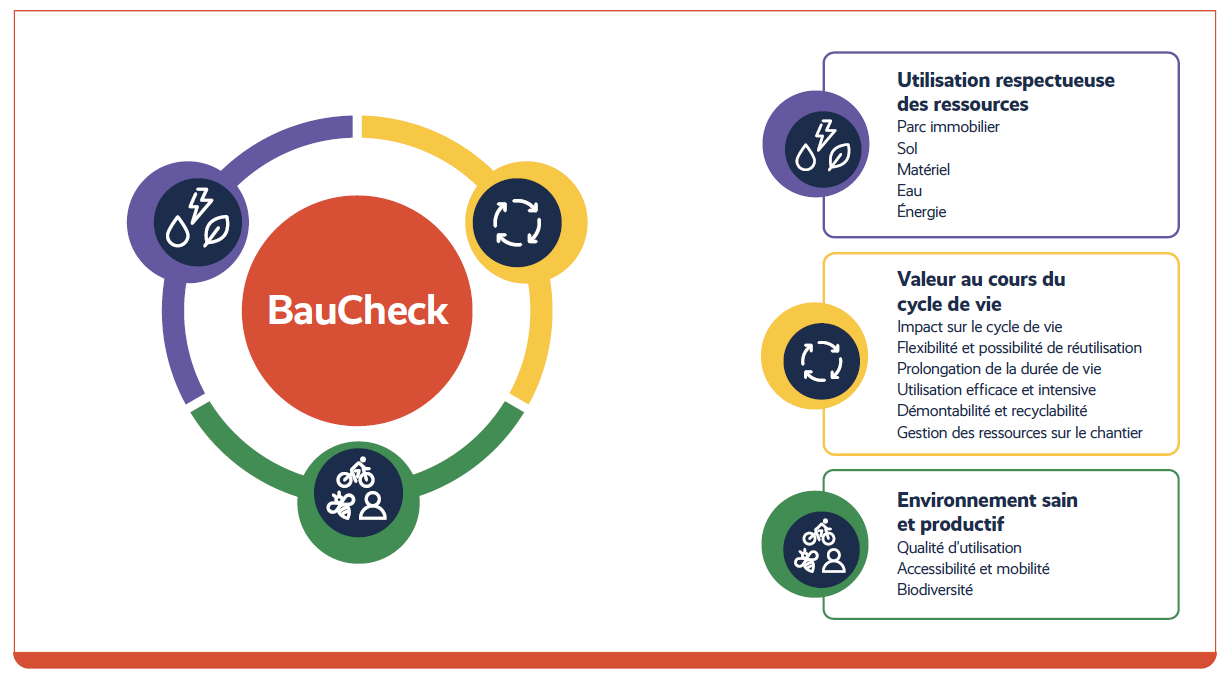 BauCheck
Utilisation respectueuse
des ressources
Parc immobilier
Sol
Matériel
Eau
Énergie
Valeur au cours du
cycle de vie
Impact sur le cycle de vie
Flexibilité et possibilité de réutilisation
Prolongation de la durée de vie
Utilisation efficace et intensive
Démontabilité et recyclabilité
Gestion des ressources sur le chantier
Environnement sain
et productif
Qualité d'utilisation
Accessibilité et mobilité
Biodiversité